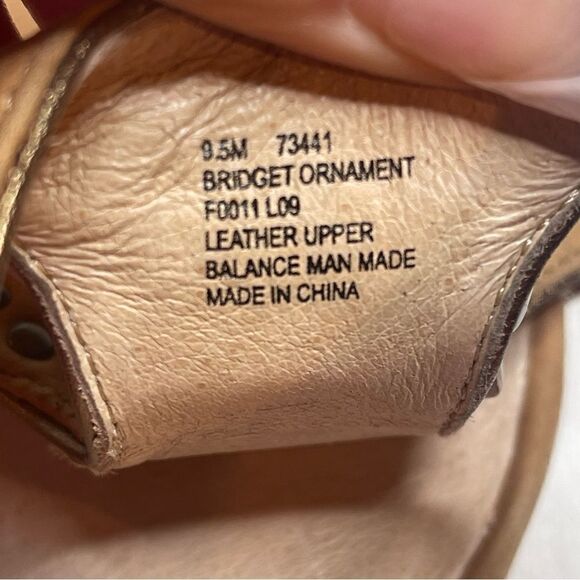 9.5M 73441
BRIDGET ORNAMENT
F0011 L09
LEATHER UPPER
BALANCE MAN MADE
MADE IN CHINA